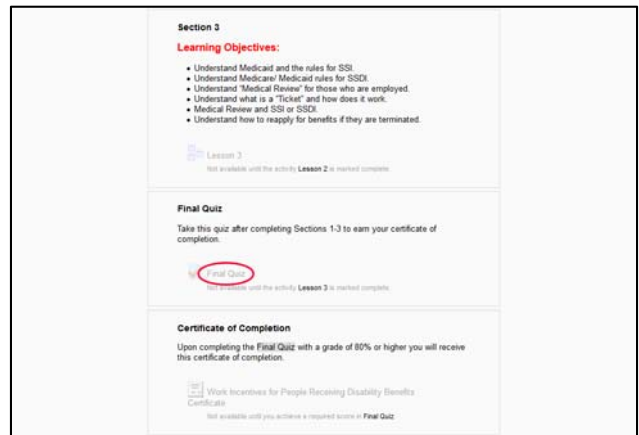 Section 3
Learning Objectives:
• Understand Medicaid and the rules for SSI.
• Understand Medicare/ Medicaid rules for SSDI.
• Understand "Medical Review" for those who are employed.
• Understand what is a "Ticket" and how does it work.
• Medical Review and SSI or SSDI.
• Understand how to reapply for benefits if they are terminated.
Lesson 3
Not available until the activity Lesson 2 is marked complete.
Final Quiz
Take this quiz after completing Sections 1-3 to earn your certificate of
completion.
Final Quiz
Not available until the activity Lesson 3 is marked complete.
Certificate of Completion
Upon completing the Final Quiz with a grade of 80% or higher you will receive
this certificate of completion.
Work Incentives for People Receiving Disability Benefits
Certificate
Not available until you achieve a required score in Final Quiz.